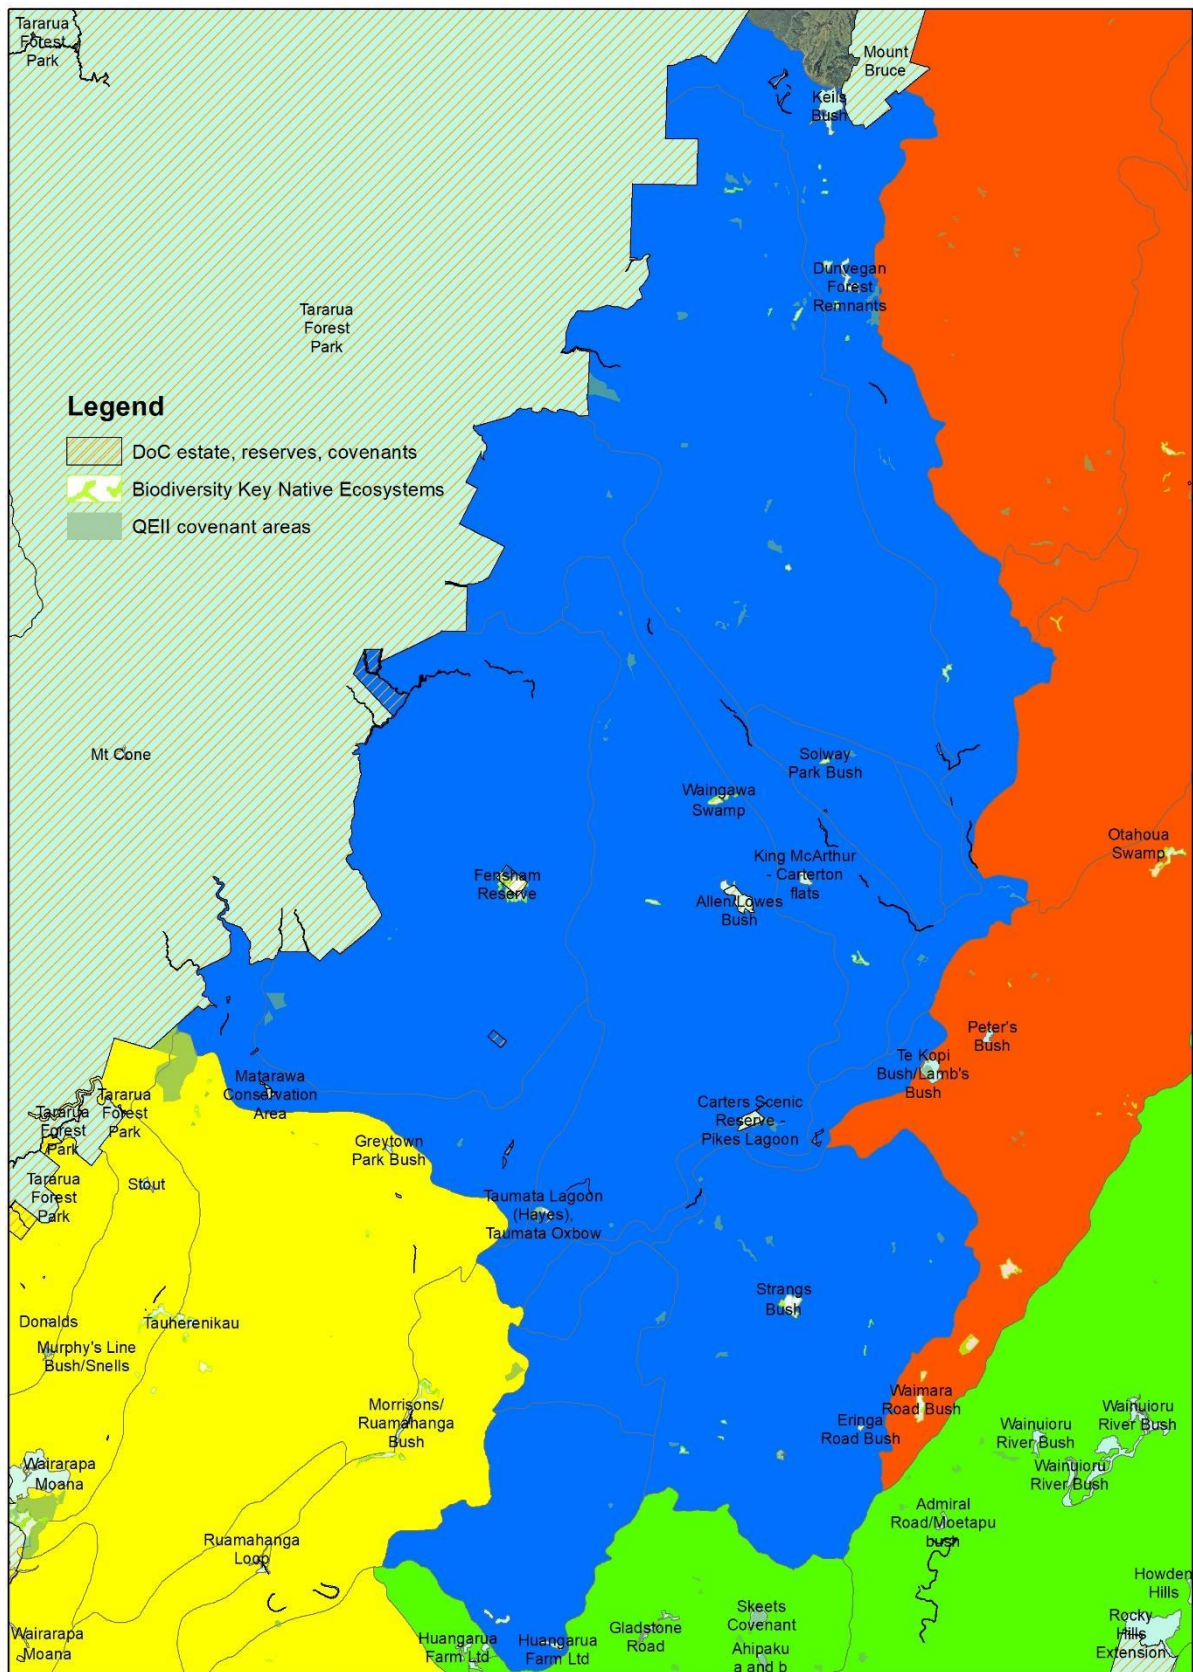 Tararua
Forest
Park
Mount
Bruce
Keils
Bush
Dunvegan
Forest
Remnants
Tararua
Forest
Park
Legend
DoC estate, reserves, covenants
Biodiversity Key Native Ecosystems
QEII covenant areas
Mt Cone
Solway
Park Bush
Waingawa
Swamp
Otahoua
Swamp
Fensham
Reserve
King McArthur
- Carterton
flats
Allen/Lowes
Bush
Peter's
Bush
Te Kopi
Bush/Lamb's
Bush
Matarawa
Conservation
Area
Tararua
Forest
Park
Tararua
Forest
Park
Carters Scenic
Reserve -
Pikes Lagoon
Greytown
Park Bush
Tararua
Forest
Park
Stout
Taumata Lagoon
(Hayes),
Taumata Oxbow
Strangs
Bush
Donalds
Tauherenikau
Murphy's Line
Bush/Snells
Morrisons/
Ruamahanga
Bush
Waimara
Road Bush
Eringa
Road Bush
Wainuioru
River Bush
Wainuioru
River Bush
Wainuioru
River Bush
Wairarapa
Moana
Admiral
Road/Moetapu
bush
Ruamahanga
Loop
Howden
Hills
Rocky
Hills
Extension
Wairarapa
Moana
Huangarua
Farm Ltd
Huangarua
Farm Ltd
Gladstone
Road
Skeets
Covenant
Ahipaku
a and b